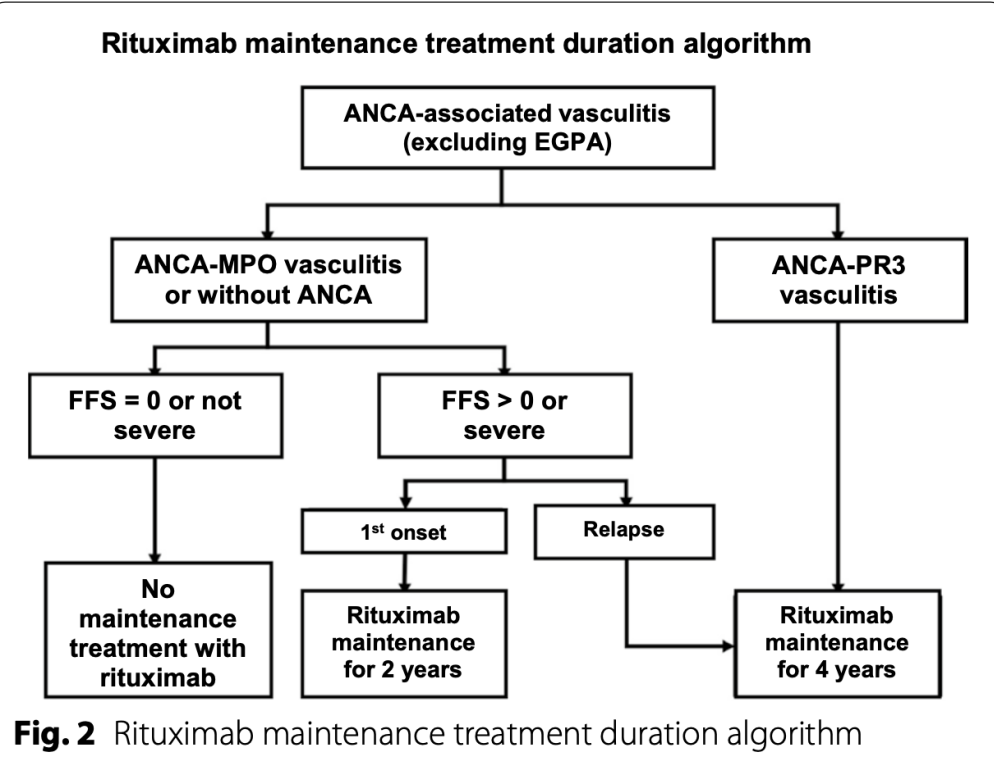 Rituximab maintenance treatment duration algorithm
ANCA-associated vasculitis
(excluding EGPA)
ANCA-MPO vasculitis
or without ANCA
ANCA-PR3
vasculitis
FFS = 0 or not
severe
FFS > 0 or
severe
1st onset
Relapse
No
maintenance
treatment with
rituximab
Rituximab
maintenance
for 2 years
Rituximab
maintenance
for 4 years
Fig. 2 Rituximab maintenance treatment duration algorithm